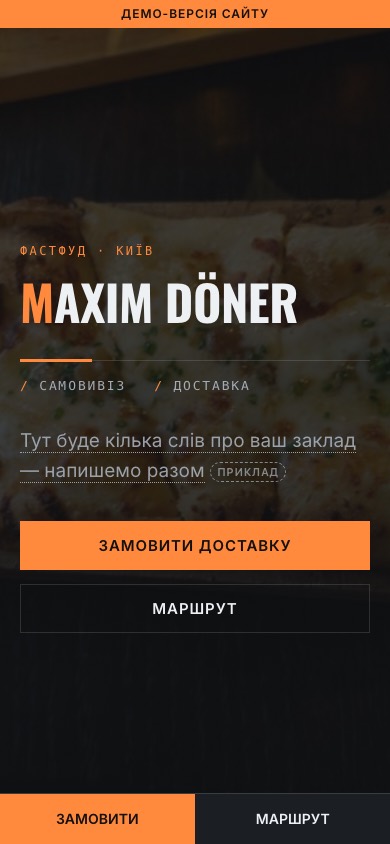 ДЕМО-ВЕРСІЯ САЙТУ
ФАСТФУД · КИЇВ
MAXIM DÖNER
/ САМОВИВІЗ / ДОСТАВКА
Тут буде кілька слів про ваш заклад
— напишемо разом ПРИКЛАД
ЗАМОВИТИ ДОСТАВКУ
МАРШРУТ
ЗАМОВИТИ МАРШРУТ